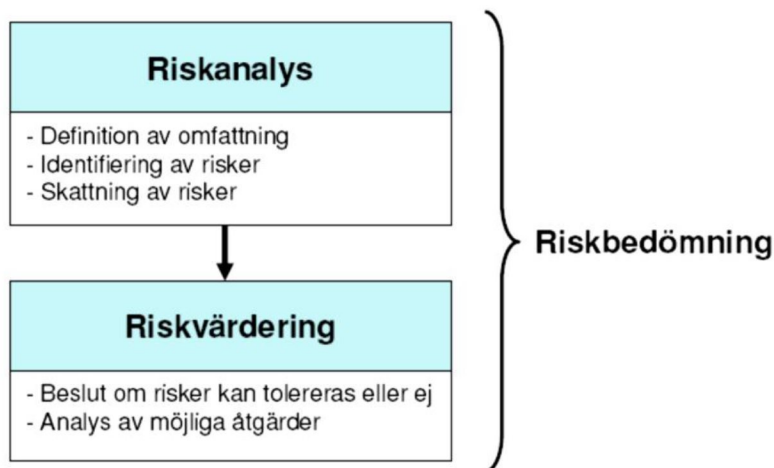 Riskanalys
- Definition av omfattning
- Identifiering av risker
- Skattning av risker
Riskvärdering
- Beslut om risker kan tolereras eller ej
- Analys av möjliga åtgärder
Riskbedömning